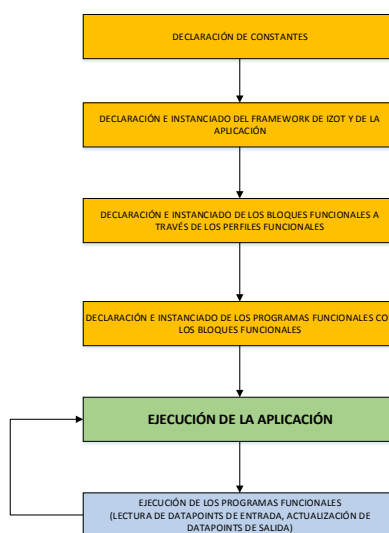 DECLARACIÓN DE CONSTANTES
DECLARACIÓN E INSTANCIADO DEL FRAMEWORK DE IZOT Y DE LA
APLICACIÓN
DECLARACIÓN E INSTANCIADO DE LOS BLOQUES FUNCIONALES A
TRAVÉS DE LOS PERFILES FUNCIONALES
DECLARACIÓN E INSTANCIADO DE LOS PROGRAMAS FUNCIONALES CO
LOS BLOQUES FUNCIONALES
EJECUCIÓN DE LA APLICACIÓN
EJECUCIÓN DE LOS PROGRAMAS FUNCIONALES
(LECTURA DE DATAPOINTS DE ENTRADA, ACTUALIZACIÓN DE
DATAPOINTS DE SALIDA)